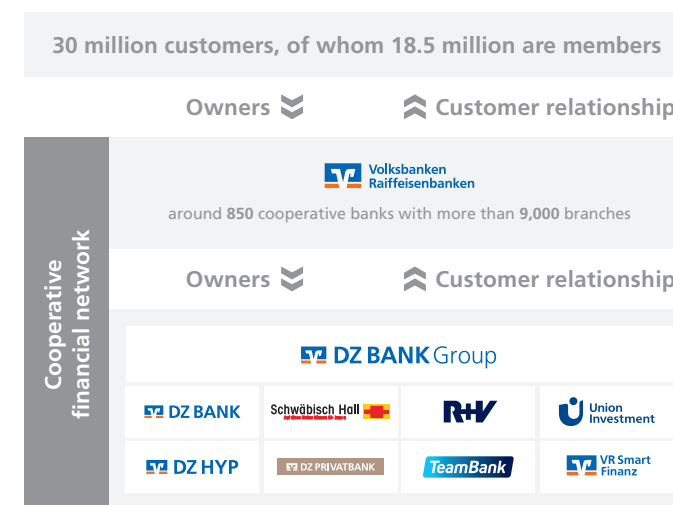 30 million customers, of whom 18.5 million are members
Owners
Customer relationship
Cooperative
financial network
Volksbanken
Raiffeisenbanken
around 850 cooperative banks with more than 9,000 branches
Owners
Customer relationship
DZ BANK Group
DZ BANK
Schwäbisch Hall
R+V
Union
Investment
DZ HYP
DZ PRIVATBANK
TeamBank
VR Smart
Finanz